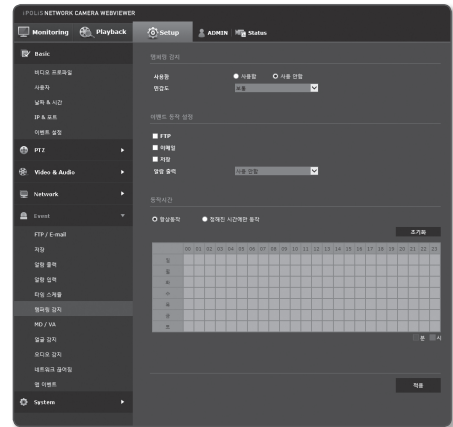 iPOLiS NETWORK CAMERA WEBVIEWER
Monitoring
Playback
Setup
ADMIN
Status
Basic
비디오 프로파일
사용자
날짜 & 시간
IP & 포트
이벤트 설정
PTZ
Video & Audio
Network
Event
FTP / E-mail
저장
알람 출력
알람 입력
타임 스케쥴
탬퍼링 감지
MD / VA
얼굴 감지
오디오 감지
네트워크 끊어짐
앱 이벤트
System
탬퍼링 감지
사용함 사용함 사용 안함
민감도 보통
이벤트 동작 설정
FTP
이메일
저장
알람 출력 사용 안함
동작시간
항상동작 정해진 시간에만 동작
초기화
00 01 02 03 04 05 06 07 08 09 10 11 12 13 14 15 16 17 18 19 20 21 22 23
일
월
화
수
목
금
토
분 시
적용